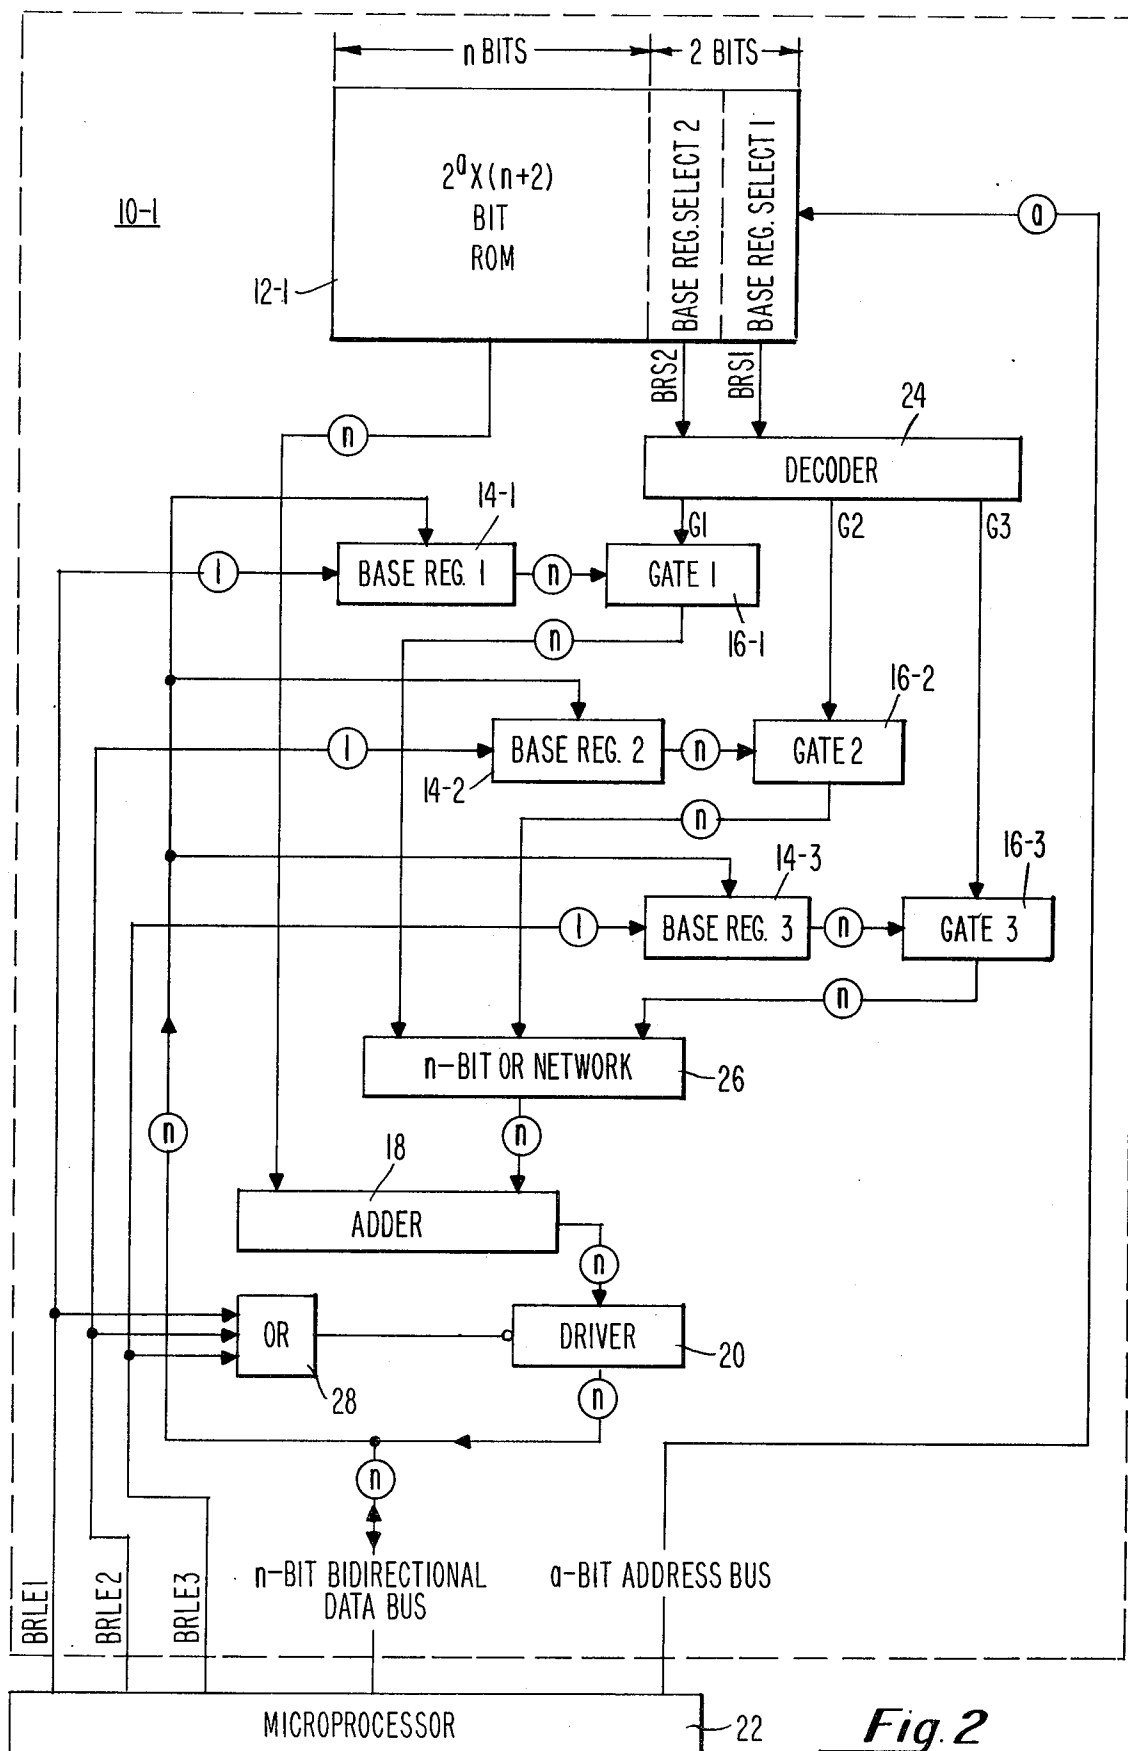 n BITS
2 BITS
2^a X (n+2)
BIT
ROM
BASE REG. SELECT 2
BASE REG. SELECT 1
10-1
a
12-1
BRS2
BRS1
24
n
DECODER
14-1
G1
G2
G3
1
BASE REG. 1
n
GATE 1
n
16-1
16-2
1
BASE REG. 2
n
GATE 2
14-2
n
14-3
16-3
1
BASE REG. 3
n
GATE 3
n
n-BIT OR NETWORK
26
n
n
18
ADDER
n
OR
DRIVER
20
28
n
n
n-BIT BIDIRECTIONAL
DATA BUS
a-BIT ADDRESS BUS
BRLE1
BRLE2
BRLE3
MICROPROCESSOR
22
Fig. 2